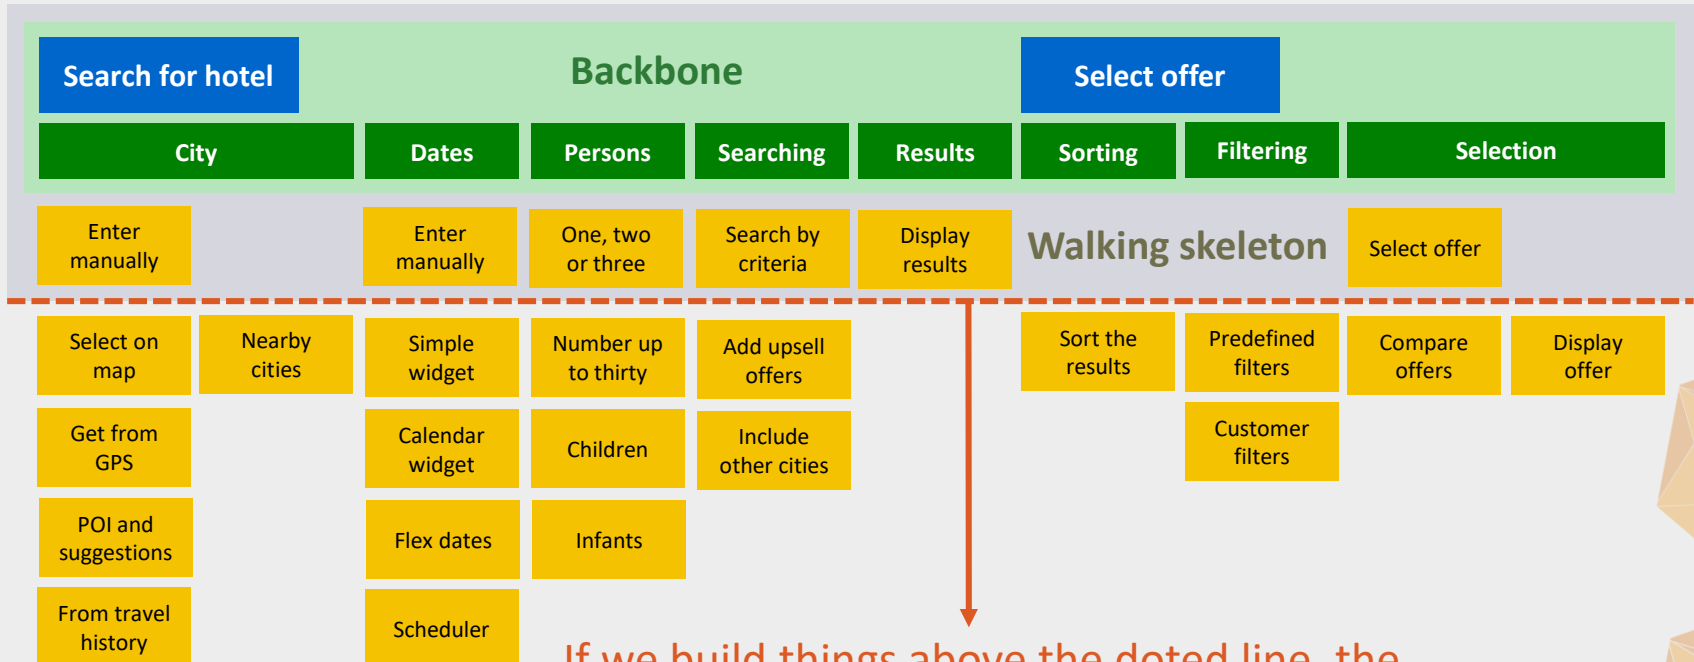 Search for hotel
Backbone
Select offer
City
Dates
Persons
Searching
Results
Sorting
Filtering
Selection
Enter
manually
Enter
manually
One, two
or three
Search by
criteria
Display
results
Walking skeleton
Select offer
Select on
map
Nearby
cities
Simple
widget
Number up
to thirty
Add upsell
offers
Sort the
results
Predefined
filters
Compare
offers
Display
offer
Get from
GPS
Calendar
widget
Children
Include
other cities
Customer
filters
POI and
suggestions
Flex dates
Infants
From travel
history
Scheduler
If we build things above the doted line, the